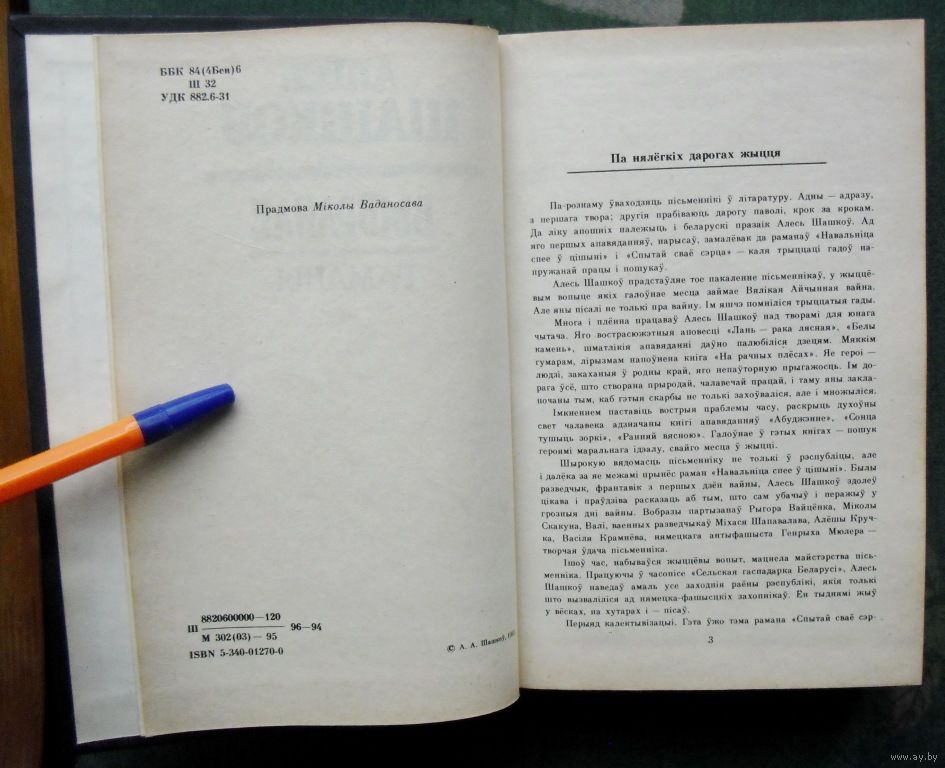 ББК 84(4Беи)6
Ш 32
УДК 882.6-31
Прадмова Міколы Ваданосава
8820600000—120
Ш ————— 96—94
М 302(03)—95
ISBN 5-340-01270-0
© А. А. Шашкоў,
Па нялёгкіх дарогах жыцця
Па-рознаму ўваходзяць пісьменнікі ў літаратуру. Адны — адразу,
з першага твора; другія прабіваюць дарогу паволі, крок за крокам.
Да ліку апошніх належыць і беларускі празаік Алесь Шашкоў. Ад
яго першых апавяданняў, нарысаў, замалёвак да раманаў «Навальніца
спее ў цішыні» і «Спытай сваё сэрца» — каля трыццаці гадоў на-
пружанай працы і пошукаў.
Алесь Шашкоў прадстаўляе тое пакаленне пісьменнікаў, у жыццё-
вым вопыце якіх галоўнае месца займае Вялікая Айчынная вайна.
Але яны пісалі не толькі пра вайну. Ім яшчэ помніліся трыццатыя гады.
Многа і плённа працаваў Алесь Шашкоў над творамі для юнага
чытача. Яго вострасюжэтныя аповесці «Лань — рака лясная», «Белы
камень», шматлікія апавяданні даўно палюбіліся дзецям. Мяккім
гумарам, лірызмам напоўнена кніга «На рачных плёсах». Яе героі —
людзі, закаханыя ў родны край, яго непаўторную прыгажосць. Ім да-
рага ўсё, што створана прыродай, чалавечай працай, і таму яны закла-
почаны тым, каб гэтыя скарбы не толькі захоўваліся, але і множыліся.
Імкненнем паставіць вострыя праблемы часу, раскрыць духоўны
свет чалавека адзначаны кнігі апавяданняў «Абуджэнне», «Сонца
тушыць зоркі», «Ранняй вясною». Галоўнае ў гэтых кнігах — пошук
героямі маральнага ідэалу, свайго месца ў жыцці.
Шырокую вядомасць пісьменніку не толькі ў рэспубліцы, але
і далёка за яе межамі прынёс раман «Навальніца спее ў цішыні». Былы
разведчык, франтавік з першых дзён вайны, Алесь Шашкоў здолеў
цікава і праўдзіва расказаць аб тым, што сам убачыў і перажыў у
грозныя дні вайны. Вобразы партызанаў Рыгора Вайцёнка, Міколы
Скакуна, Валі, ваенных разведчыкаў Міхася Шапавалава, Алёшы Круч-
ка, Васіля Крамнёва, нямецкага антыфашыста Генрыха Мюлера —
творчая ўдача пісьменніка.
Ішоў час, набываўся жыццёвы вопыт, мацнела майстэрства пісь-
менніка. Працуючы ў часопісе «Сельская гаспадарка Беларусі», Алесь
Шашкоў наведаў амаль усе заходнія раёны рэспублікі, якія толькі
што вызваліліся ад нямецка-фашысцкіх захопнікаў. Ён тыднямі жыў
у вёсках, на хутарах і — пісаў.
Перыяд калектывізацыі. Гэта ўжо тэма рамана «Спытай сваё сэр-
3
www.ay.by